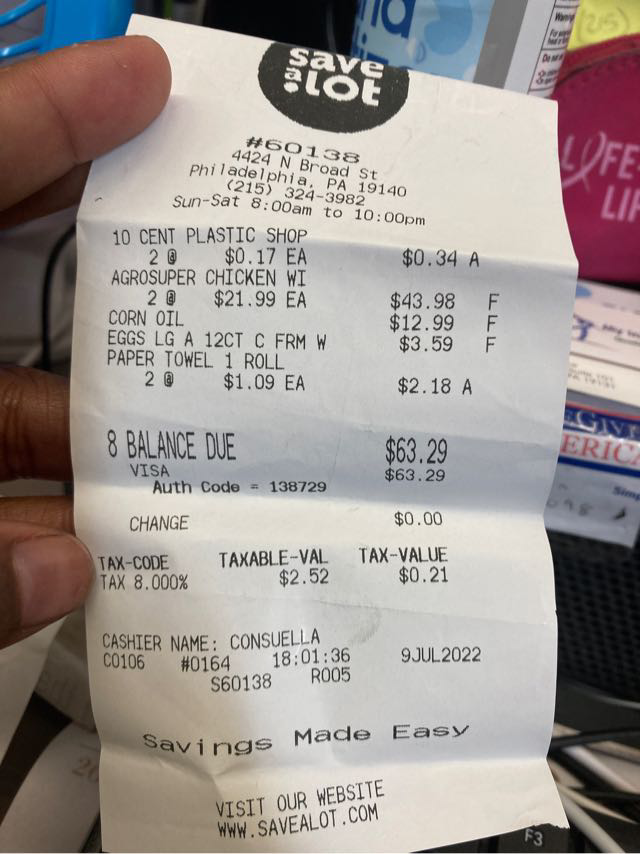 save
a
lot
#60138
4424 N Broad St
Philadelphia, PA 19140
(215) 324-3982
Sun-Sat 8:00am to 10:00pm
10 CENT PLASTIC SHOP
2 @ $0.17 EA $0.34 A
AGROSUPER CHICKEN WI
2 @ $21.99 EA $43.98 F
CORN OIL $12.99 F
EGGS LG A 12CT C FRM W $3.59 F
PAPER TOWEL 1 ROLL
2 @ $1.09 EA $2.18 A
8 BALANCE DUE $63.29
VISA $63.29
Auth Code = 138729
CHANGE $0.00
TAX-CODE TAXABLE-VAL TAX-VALUE
TAX 8.000% $2.52 $0.21
CASHIER NAME: CONSUELLA
C0106 #0164 18:01:36 9JUL2022
S60138 R005
Savings Made Easy
VISIT OUR WEBSITE
WWW.SAVEALOT.COM
(215)
F3